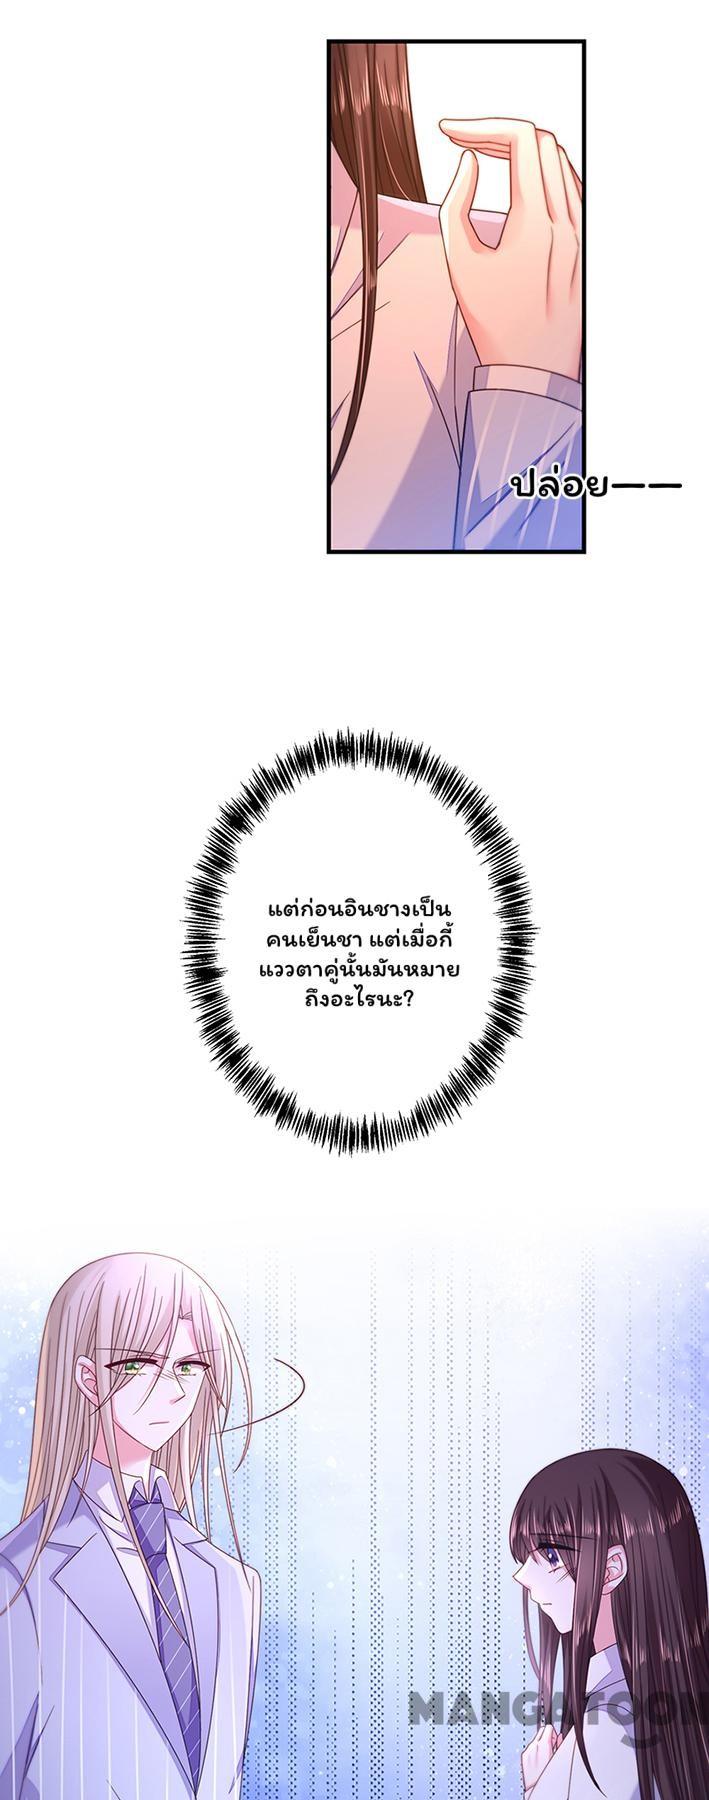 ปล่อย——
แต่ก่อนอินชางเป็น
คนเย็นชา แต่เมื่อกี้
แววตาคู่นั้นมันหมาย
ถึงอะไรนะ?
MANGATOON